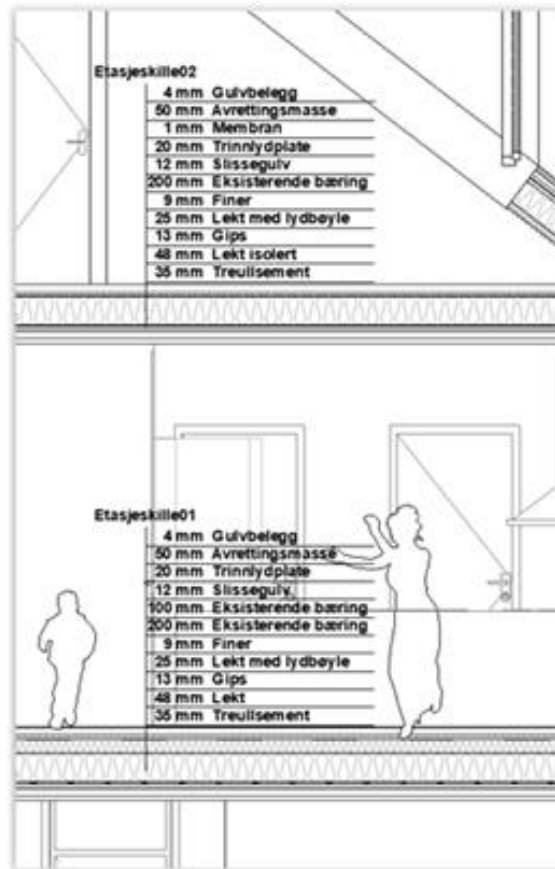 Etasjeskille02
4 mm Gulvbelegg
50 mm Avrettingsmasse
1 mm Membran
20 mm Trinnlydplate
12 mm Slissegulv
200 mm Eksisterende bæring
9 mm Finer
25 mm Lekt med lydbøyle
13 mm Gips
48 mm Lekt isolert
35 mm Treullsement
Etasjeskille01
4 mm Gulvbelegg
50 mm Avrettingsmasse
20 mm Trinnlydplate
12 mm Slissegulv
100 mm Eksisterende bæring
200 mm Eksisterende bæring
9 mm Finer
25 mm Lekt med lydbøyle
13 mm Gips
48 mm Lekt
35 mm Treullsement